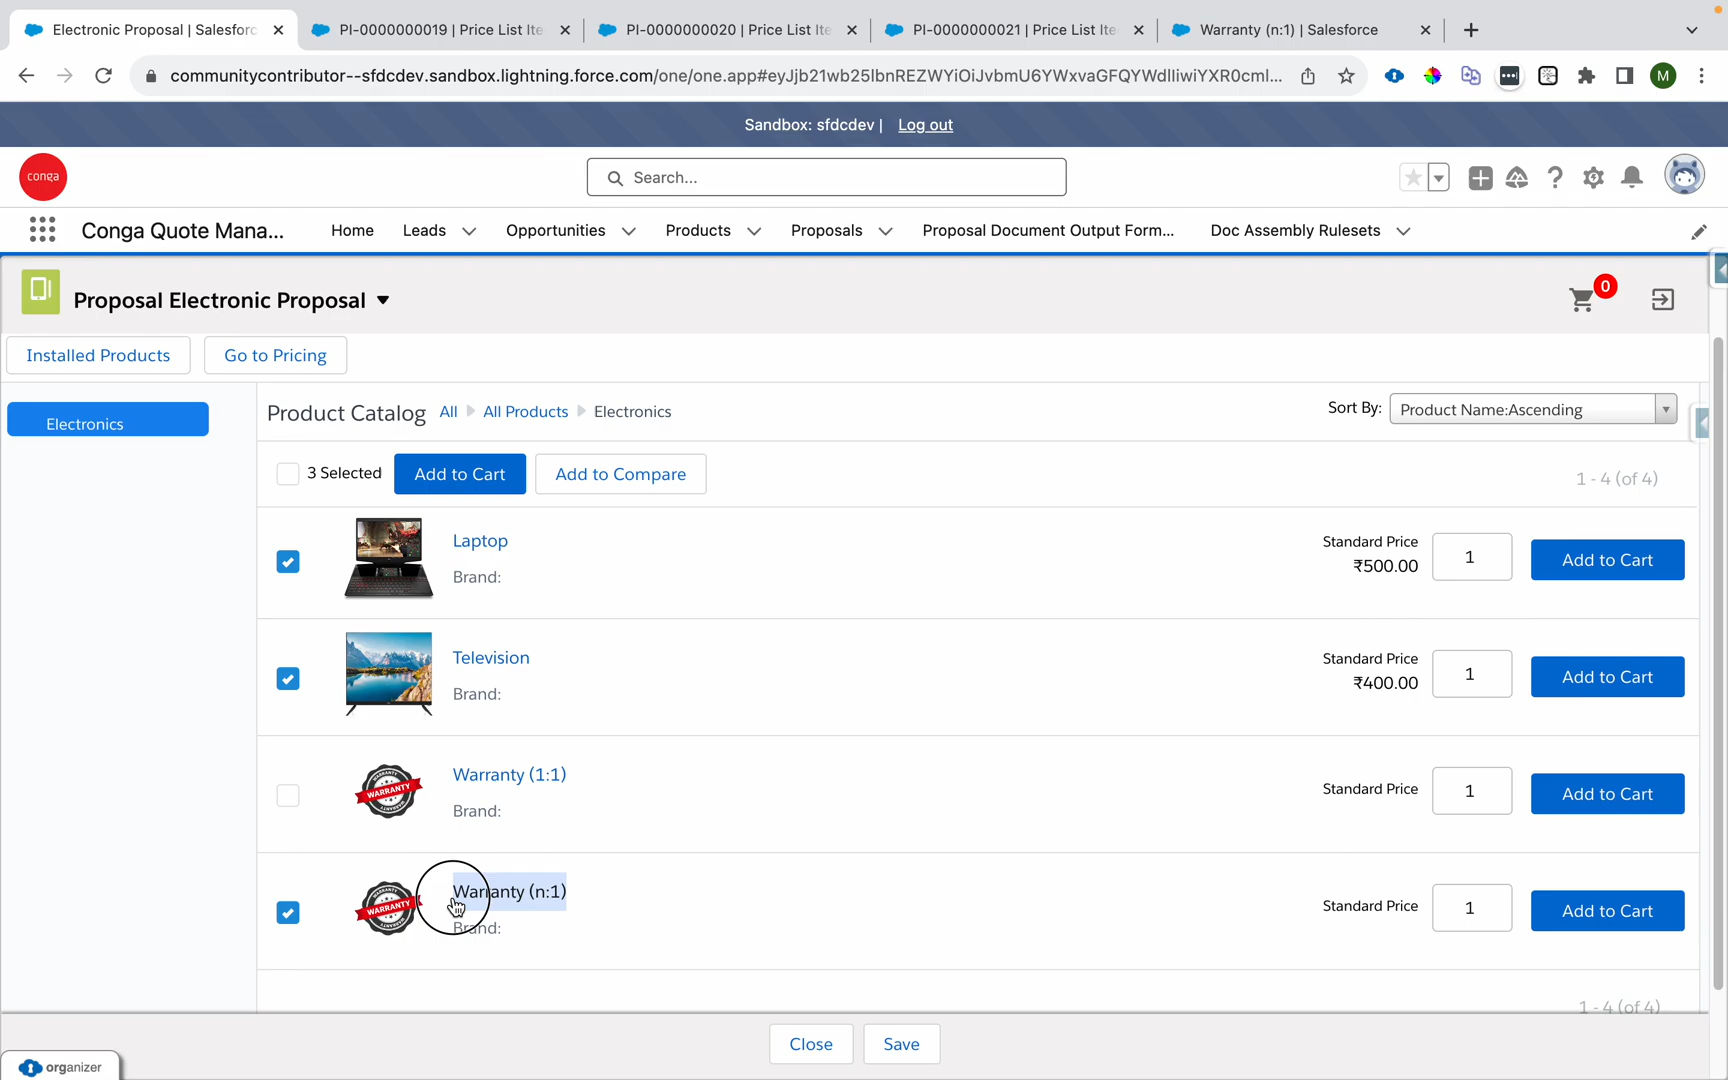 Electronic Proposal | Salesforc
PI-0000000019 | Price List Ite
PI-0000000020 | Price List Ite
PI-0000000021 | Price List Ite
Warranty (n:1) | Salesforce
communitycontributor--sfdcdev.sandbox.lightning.force.com/one/one.app#eyJjb21wb25lbnREZWYiOiJvbmU6YWxvaGFQYWdlIiwiYXR0cml...
M
Sandbox: sfdcdev | Log out
conga
Search...
Conga Quote Mana...
Home
Leads
Opportunities
Products
Proposals
Proposal Document Output Form...
Doc Assembly Rulesets
Proposal Electronic Proposal
0
Installed Products
Go to Pricing
Electronics
Product Catalog All All Products Electronics
Sort By: Product Name:Ascending
3 Selected
Add to Cart
Add to Compare
1 - 4 (of 4)
Laptop
Brand:
Standard Price
₹500.00
1
Add to Cart
Television
Brand:
Standard Price
₹400.00
1
Add to Cart
WARRANTY
Warranty (1:1)
Brand:
Standard Price
1
Add to Cart
WARRANTY
Warranty (n:1)
Brand:
Standard Price
1
Add to Cart
1 - 4 (of 4)
Close
Save
organizer